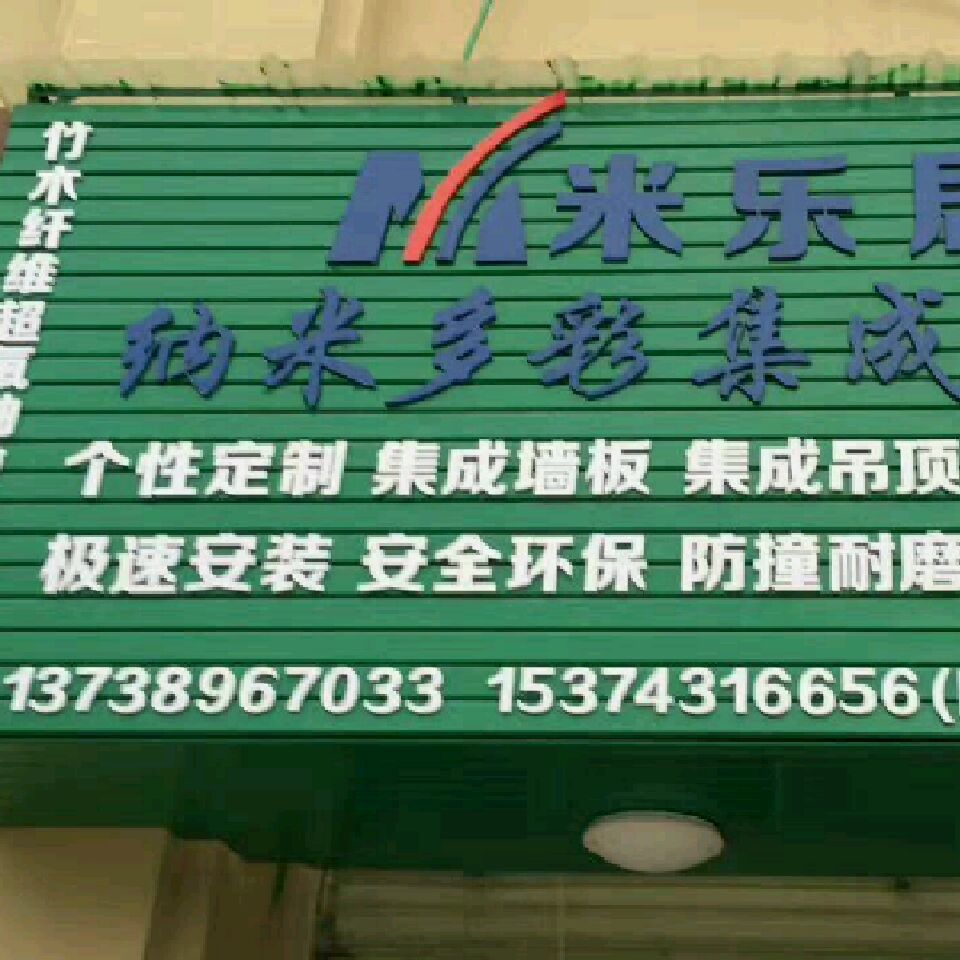 竹木纤维超
米乐居
纳米多彩集成
个性定制 集成墙板 集成吊顶
极速安装 安全环保 防撞耐磨
13738967033 15374316656(